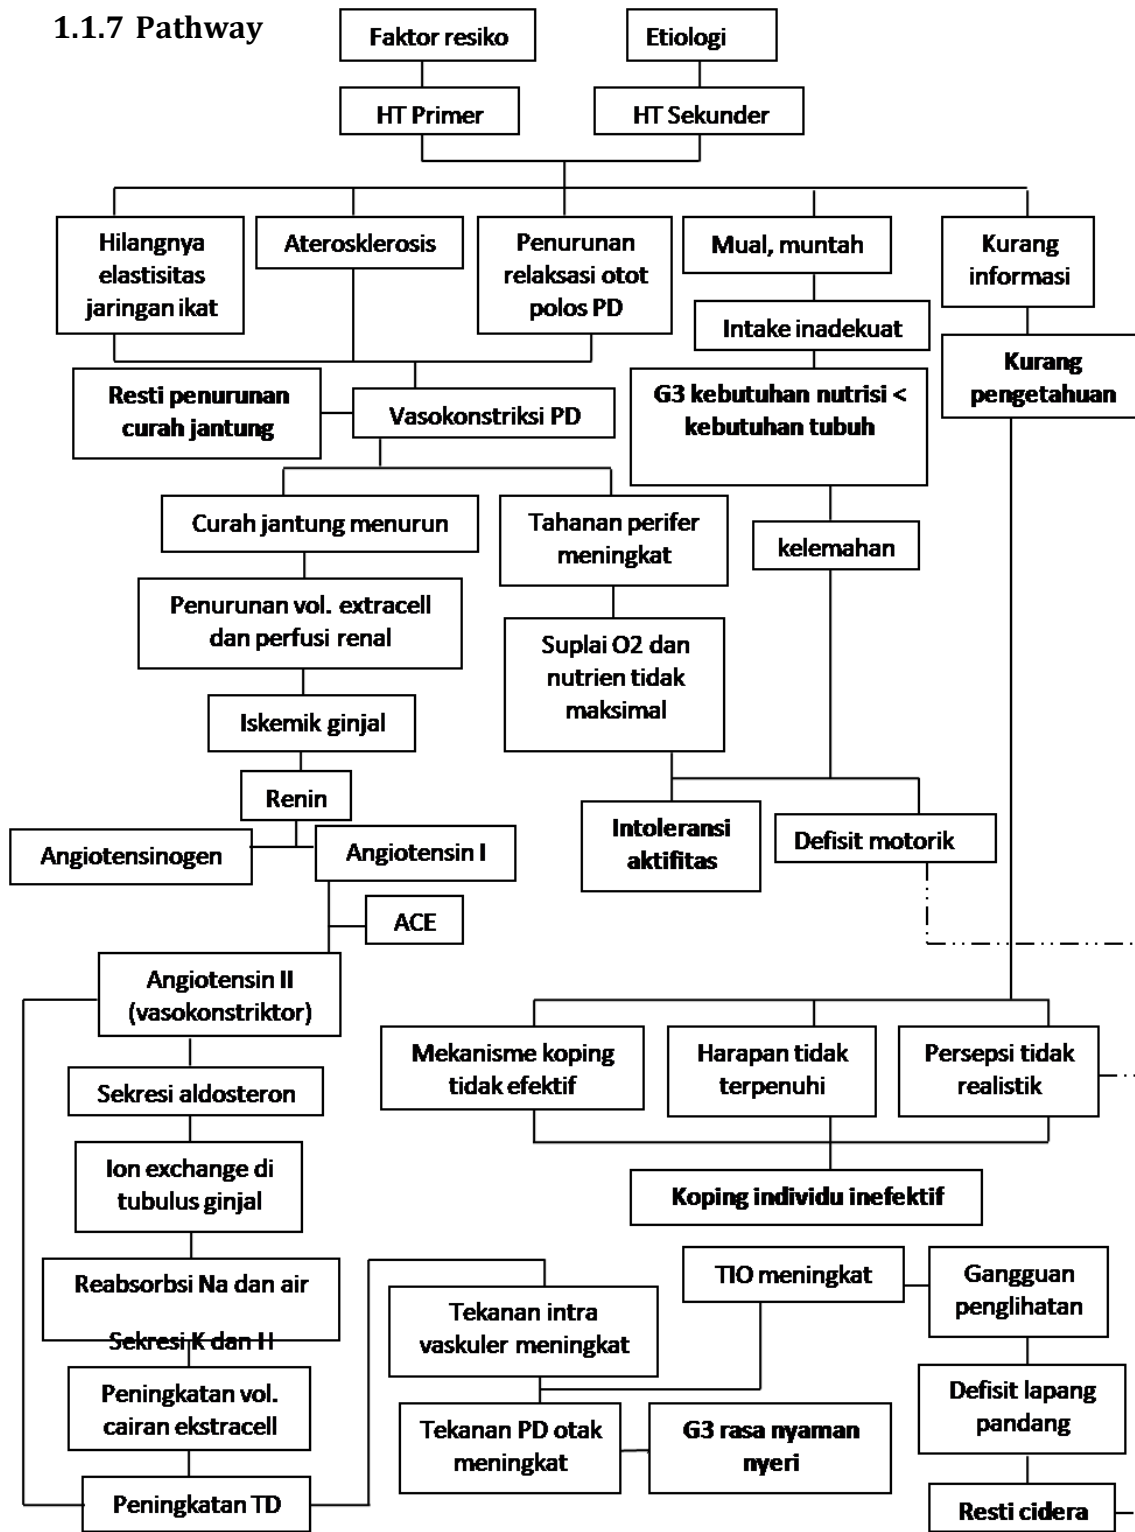 1.1.7 Pathway
Faktor resiko
Etiologi
HT Primer
HT Sekunder
Hilangnya
elastisitas
jaringan ikat
Aterosklerosis
Penurunan
relaksasi otot
polos PD
Mual, muntah
Kurang
informasi
Intake inadekuat
Kurang
pengetahuan
Resti penurunan
curah jantung
Vasokonstriksi PD
G3 kebutuhan nutrisi <
kebutuhan tubuh
Curah jantung menurun
Tahanan perifer
meningkat
kelemahan
Penurunan vol. extracell
dan perfusi renal
Suplai O2 dan
nutrien tidak
maksimal
Iskemik ginjal
Renin
Angiotensinogen
Angiotensin I
Intoleransi
aktifitas
Defisit motorik
ACE
Angiotensin II
(vasokonstriktor)
Mekanisme koping
tidak efektif
Harapan tidak
terpenuhi
Persepsi tidak
realistik
Sekresi aldosteron
Ion exchange di
tubulus ginjal
Koping individu inefektif
Reabsorbsi Na dan air
Sekresi K dan H
Tekanan intra
vaskuler meningkat
TIO meningkat
Gangguan
penglihatan
Peningkatan vol.
cairan ekstracell
Tekanan PD otak
meningkat
G3 rasa nyaman
nyeri
Defisit lapang
pandang
Peningkatan TD
Resti cidera